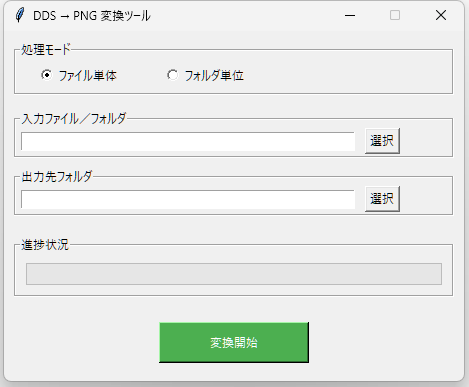 DDS → PNG 変換ツール
処理モード
ファイル単体
フォルダ単位
入力ファイル／フォルダ
選択
出力先フォルダ
選択
進捗状況
変換開始